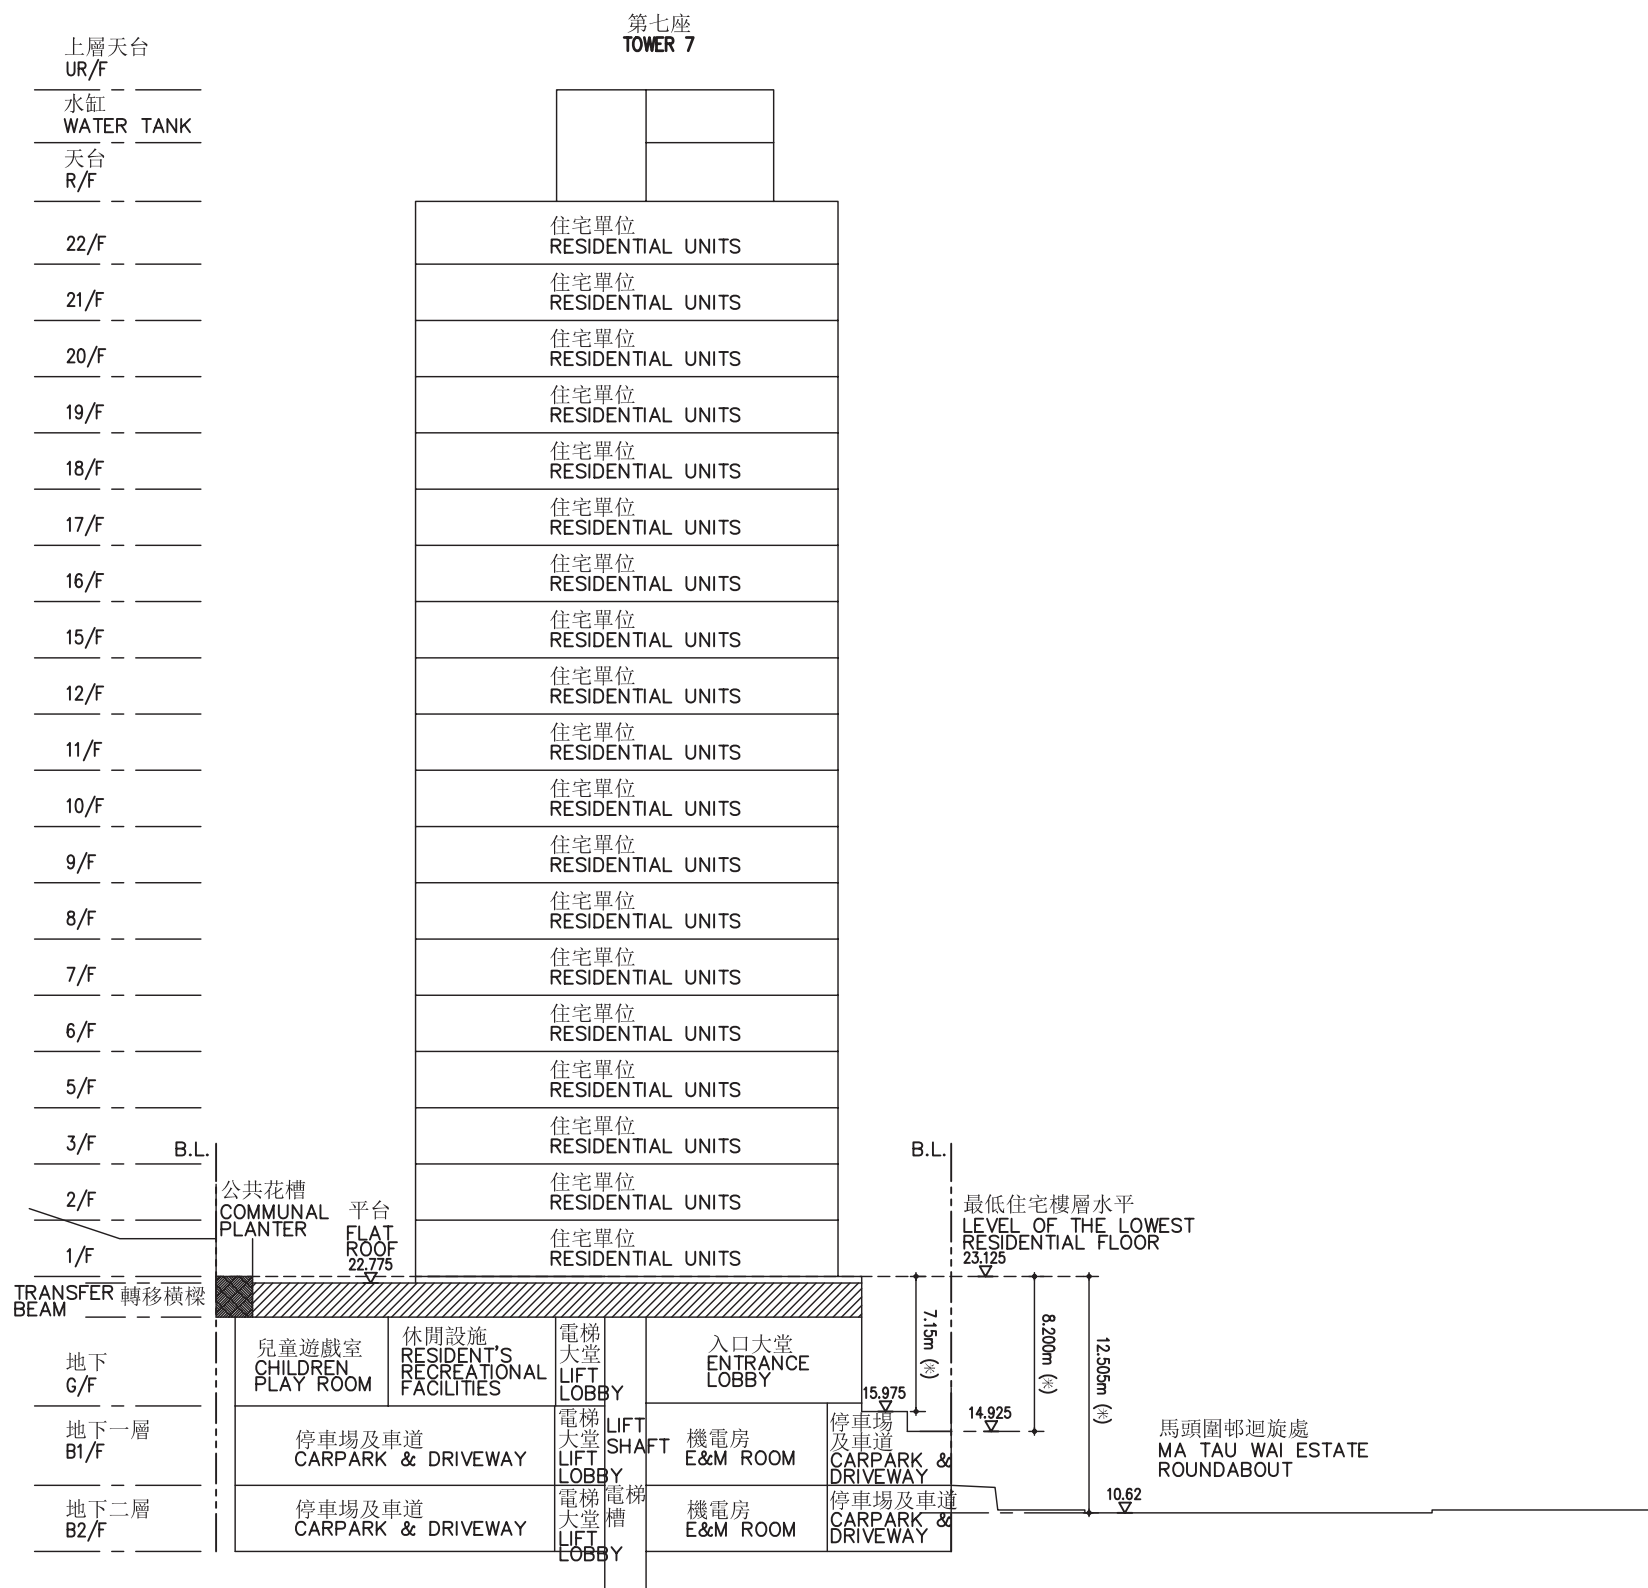 第七座
TOWER 7
上層天台
UR/F
水缸
WATER TANK
天台
R/F
22/F
住宅單位
RESIDENTIAL UNITS
21/F
住宅單位
RESIDENTIAL UNITS
20/F
住宅單位
RESIDENTIAL UNITS
19/F
住宅單位
RESIDENTIAL UNITS
18/F
住宅單位
RESIDENTIAL UNITS
17/F
住宅單位
RESIDENTIAL UNITS
16/F
住宅單位
RESIDENTIAL UNITS
15/F
住宅單位
RESIDENTIAL UNITS
12/F
住宅單位
RESIDENTIAL UNITS
11/F
住宅單位
RESIDENTIAL UNITS
10/F
住宅單位
RESIDENTIAL UNITS
9/F
住宅單位
RESIDENTIAL UNITS
8/F
住宅單位
RESIDENTIAL UNITS
7/F
住宅單位
RESIDENTIAL UNITS
6/F
住宅單位
RESIDENTIAL UNITS
5/F
住宅單位
RESIDENTIAL UNITS
3/F
住宅單位
RESIDENTIAL UNITS
B.L.
B.L.
2/F
住宅單位
RESIDENTIAL UNITS
公共花槽
COMMUNAL
PLANTER
平台
FLAT
ROOF
22.775
1/F
住宅單位
RESIDENTIAL UNITS
最低住宅樓層水平
LEVEL OF THE LOWEST
RESIDENTIAL FLOOR
23.125
TRANSFER 轉移橫樑
BEAM
7.15m (米)
8.200m (米)
12.505m (米)
地下
G/F
兒童遊戲室
CHILDREN
PLAY ROOM
休閒設施
RESIDENT'S
RECREATIONAL
FACILITIES
電梯
大堂
LIFT
LOBBY
入口大堂
ENTRANCE
LOBBY
15.975
14.925
地下一層
B1/F
停車場及車道
CARPARK & DRIVEWAY
電梯
大堂
LIFT
LOBBY
LIFT
SHAFT
電梯
槽
機電房
E&M ROOM
停車場
及車道
CARPARK &
DRIVEWAY
馬頭圍邨迴旋處
MA TAU WAI ESTATE
ROUNDABOUT
10.62
地下二層
B2/F
停車場及車道
CARPARK & DRIVEWAY
電梯
大堂
LIFT
LOBBY
機電房
E&M ROOM
停車場及車道
CARPARK &
DRIVEWAY